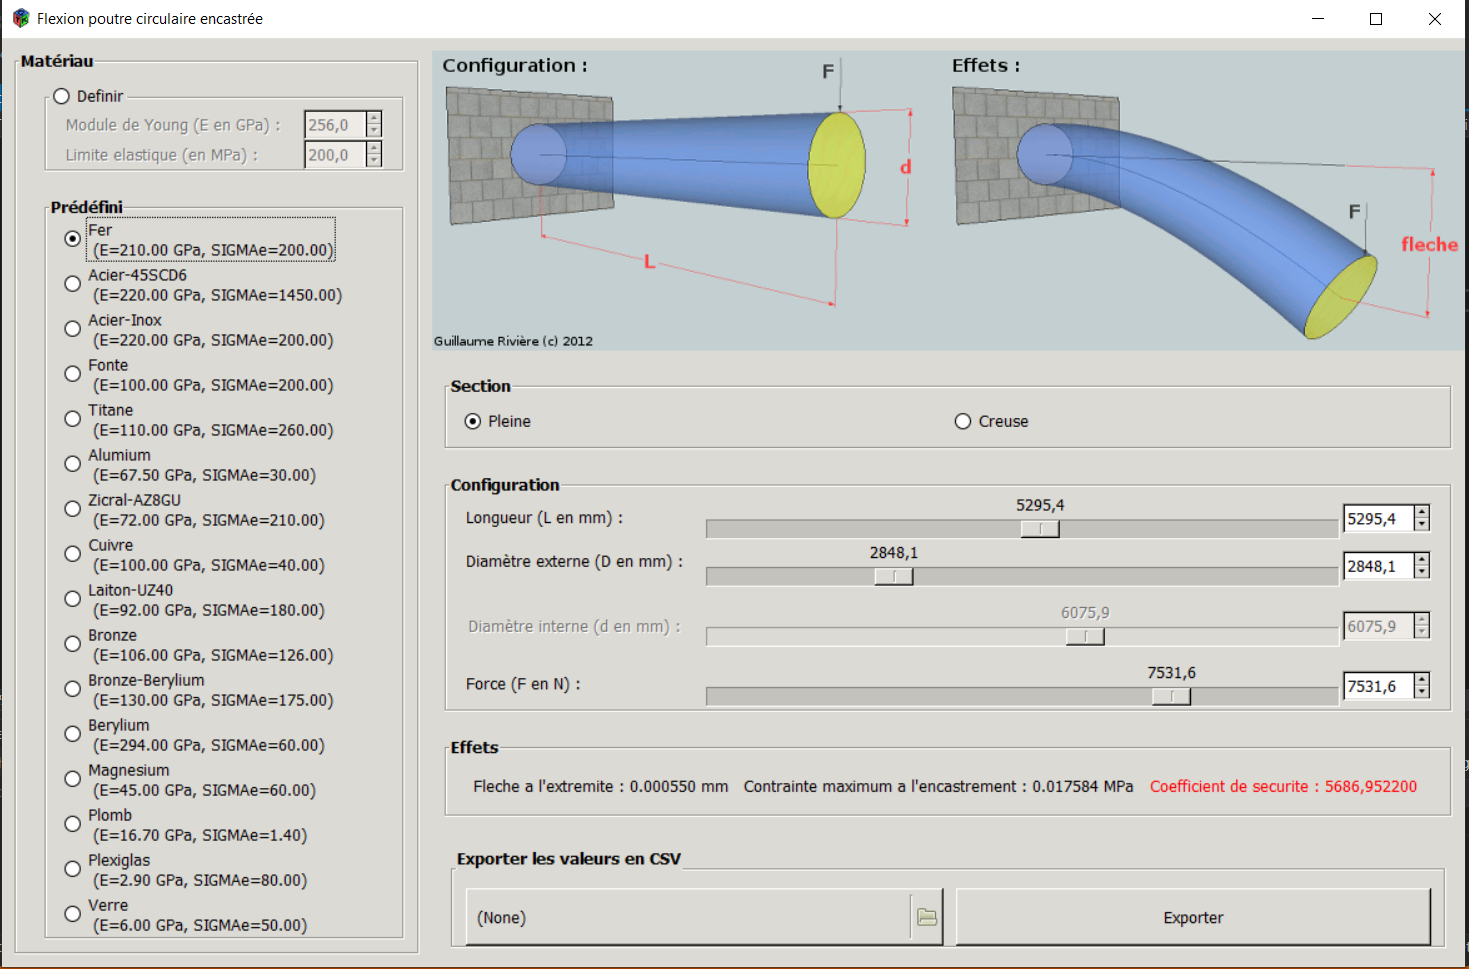 Flexion poutre circulaire encastrée
Matériau
Definir
Module de Young (E en GPa) : 256,0
Limite elastique (en MPa) : 200,0
Prédéfini
Fer
(E=210.00 GPa, SIGMAe=200.00)
Acier-45SCD6
(E=220.00 GPa, SIGMAe=1450.00)
Acier-Inox
(E=220.00 GPa, SIGMAe=200.00)
Fonte
(E=100.00 GPa, SIGMAe=200.00)
Titane
(E=110.00 GPa, SIGMAe=260.00)
Alumium
(E=67.50 GPa, SIGMAe=30.00)
Zicral-AZ8GU
(E=72.00 GPa, SIGMAe=210.00)
Cuivre
(E=100.00 GPa, SIGMAe=40.00)
Laiton-UZ40
(E=92.00 GPa, SIGMAe=180.00)
Bronze
(E=106.00 GPa, SIGMAe=126.00)
Bronze-Berylium
(E=130.00 GPa, SIGMAe=175.00)
Berylium
(E=294.00 GPa, SIGMAe=60.00)
Magnesium
(E=45.00 GPa, SIGMAe=60.00)
Plomb
(E=16.70 GPa, SIGMAe=1.40)
Plexiglas
(E=2.90 GPa, SIGMAe=80.00)
Verre
(E=6.00 GPa, SIGMAe=50.00)
Configuration :
F
d
L
Guillaume Rivière (c) 2012
Effets :
F
fleche
Section
Pleine
Creuse
Configuration
Longueur (L en mm) : 5295,4 5295,4
Diamètre externe (D en mm) : 2848,1 2848,1
Diamètre interne (d en mm) : 6075,9 6075,9
Force (F en N) : 7531,6 7531,6
Effets
Fleche a l'extremite : 0.000550 mm Contrainte maximum a l'encastrement : 0.017584 MPa Coefficient de securite : 5686,952200
Exporter les valeurs en CSV
(None)
Exporter